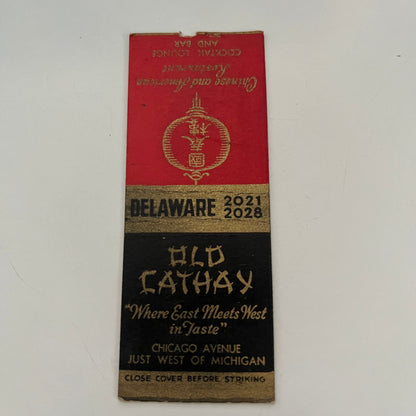 Chinese and American
Restaurant
COCKTAIL LOUNGE
AND BAR
DELAWARE 2021
2028
OLD
CATHAY
"Where East Meets West
in Taste"
CHICAGO AVENUE
JUST WEST OF MICHIGAN
CLOSE COVER BEFORE STRIKING